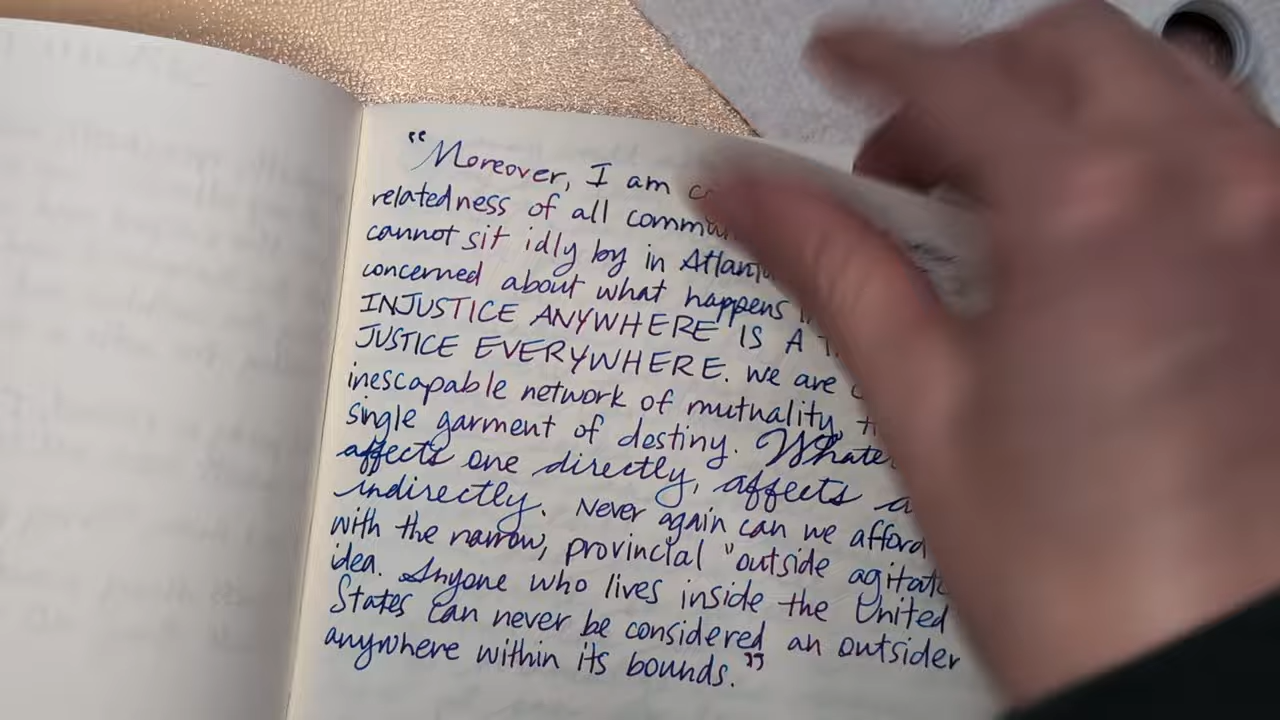 “Moreover, I am
relatedness of all
cannot sit idly by in
concerned about what happens
INJUSTICE ANYWHERE IS A
JUSTICE EVERYWHERE. We are
inescapable network of mutuality,
single garment of destiny.
affects one directly, affects
indirectly. Never again can we afford
with the narrow, provincial "outside
idea. Anyone who lives inside the United
States can never be considered an outsider
anywhere within its bounds.”